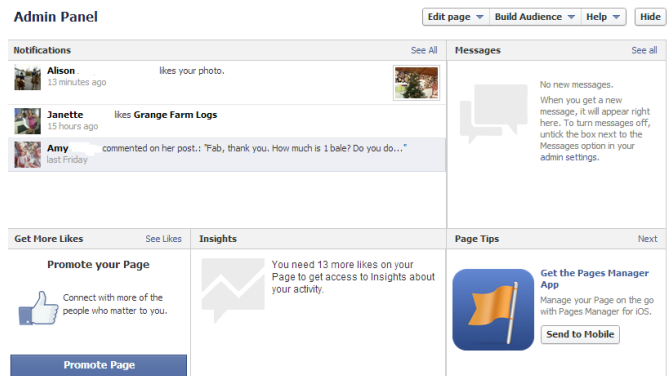 Admin Panel
Edit page
Build Audience
Help
Hide
Notifications
See All
Alison likes your photo.
13 minutes ago
Janette likes Grange Farm Logs
15 hours ago
Amy commented on her post.: "Fab, thank you. How much is 1 bale? Do you do..."
last Friday
Messages
See all
No new messages.
When you get a new
message, it will appear right
here. To turn messages off,
untick the box next to the
Messages option in your
admin settings.
Get More Likes
See Likes
Promote your Page
Connect with more of the
people who matter to you.
Promote Page
Insights
You need 13 more likes on your
Page to get access to Insights about
your activity.
Page Tips
Next
Get the Pages Manager
App
Manage your Page on the go
with Pages Manager for iOS.
Send to Mobile